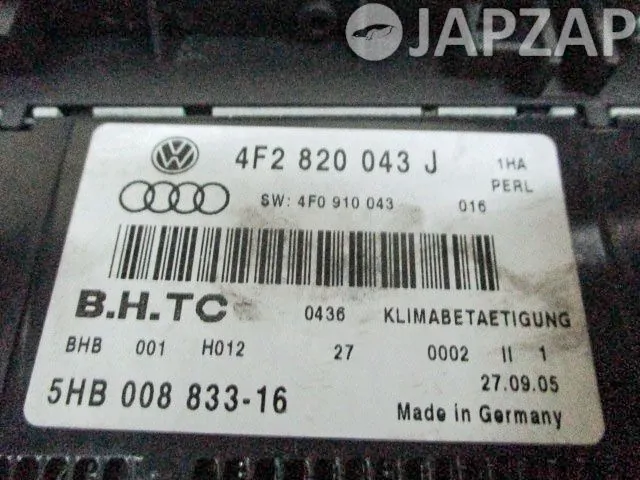 JAPZAP
VW
4F2 820 043 J 1HA
PERL
SW: 4F0 910 043 016
B.H.TC 0436 KLIMABETAETIGUNG
BHB 001 H012 27 0002 II 1
27.09.05
5HB 008 833-16 Made in Germany